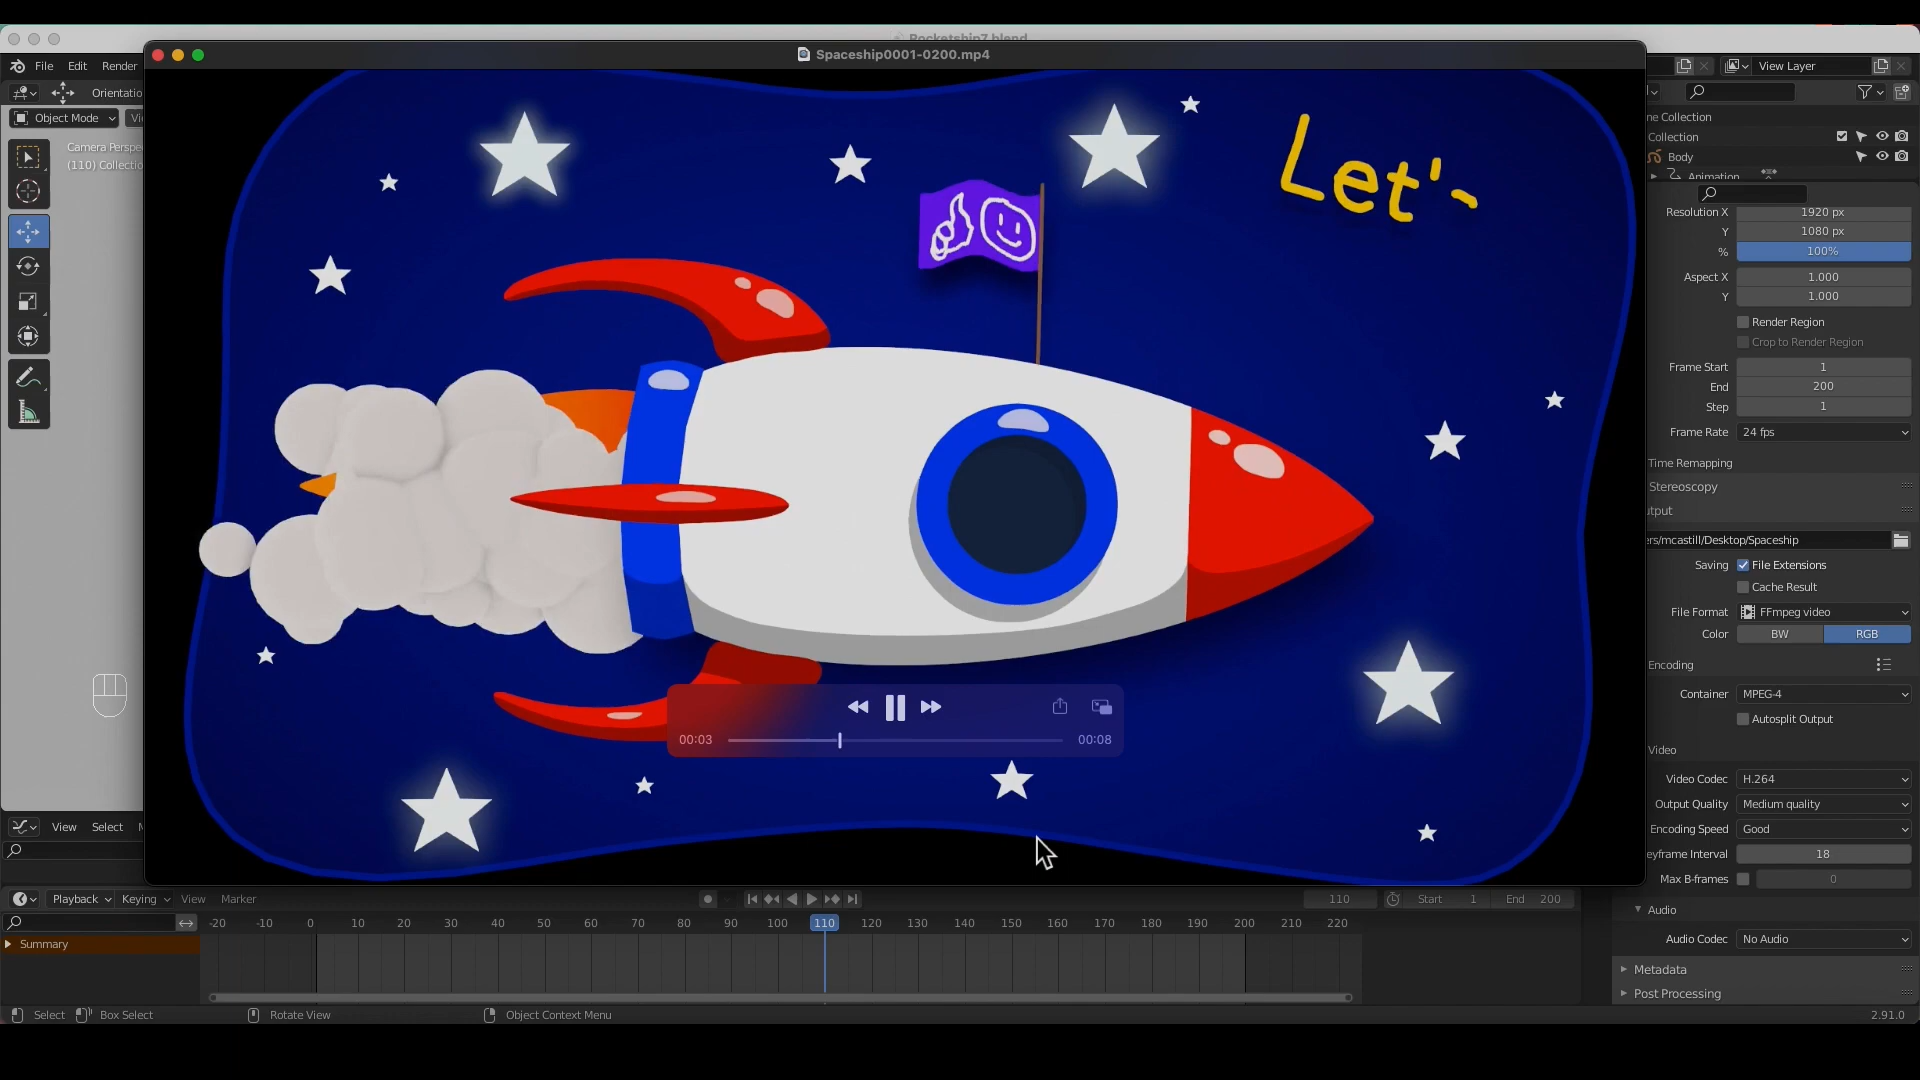 Rocketship7.blend
Spaceship0001-0200.mp4
File Edit Render
View Layer
Orientatio
Object Mode
Camera Perspe
(110) Collectio
Let'~
ne Collection
Collection
Body
Animation
Resolution X 1920 px
Y 1080 px
% 100%
Aspect X 1.000
Y 1.000
Render Region
Crop to Render Region
Frame Start 1
End 200
Step 1
Frame Rate 24 fps
Time Remapping
Stereoscopy
utput
ers/mcastill/Desktop/Spaceship
Saving File Extensions
Cache Result
File Format FFmpeg video
Color BW RGB
Encoding
Container MPEG-4
Autosplit Output
Video
Video Codec H.264
Output Quality Medium quality
Encoding Speed Good
eyframe Interval 18
Max B-frames 0
Audio
Audio Codec No Audio
Metadata
Post Processing
00:03 00:08
View Select
Playback Keying View Marker
110 Start 1 End 200
-20 -10 0 10 20 30 40 50 60 70 80 90 100 110 120 130 140 150 160 170 180 190 200 210 220
Summary
Select Box Select Rotate View Object Context Menu 2.91.0